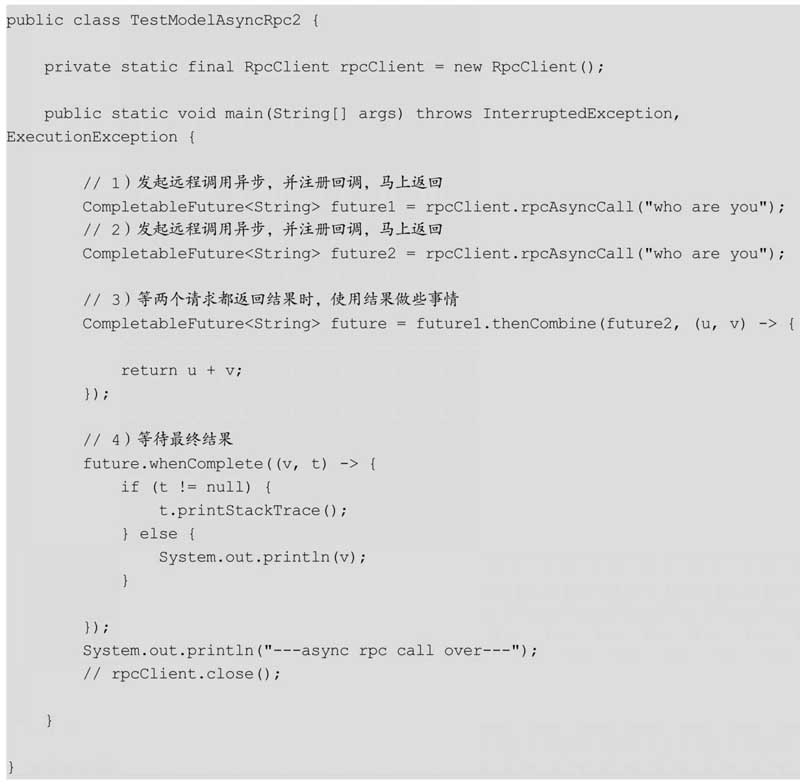 public class TestModelAsyncRpc2 {
private static final RpcClient rpcClient = new RpcClient();
public static void main(String[] args) throws InterruptedException,
ExecutionException {
// 1）发起远程调用异步，并注册回调，马上返回
CompletableFuture<String> future1 = rpcClient.rpcAsyncCall("who are you");
// 2）发起远程调用异步，并注册回调，马上返回
CompletableFuture<String> future2 = rpcClient.rpcAsyncCall("who are you");
// 3）等两个请求都返回结果时，使用结果做些事情
CompletableFuture<String> future = future1.thenCombine(future2, (u, v) -> {
return u + v;
});
// 4）等待最终结果
future.whenComplete((v, t) -> {
if (t != null) {
t.printStackTrace();
} else {
System.out.println(v);
}
});
System.out.println("---async rpc call over---");
// rpcClient.close();
}
}